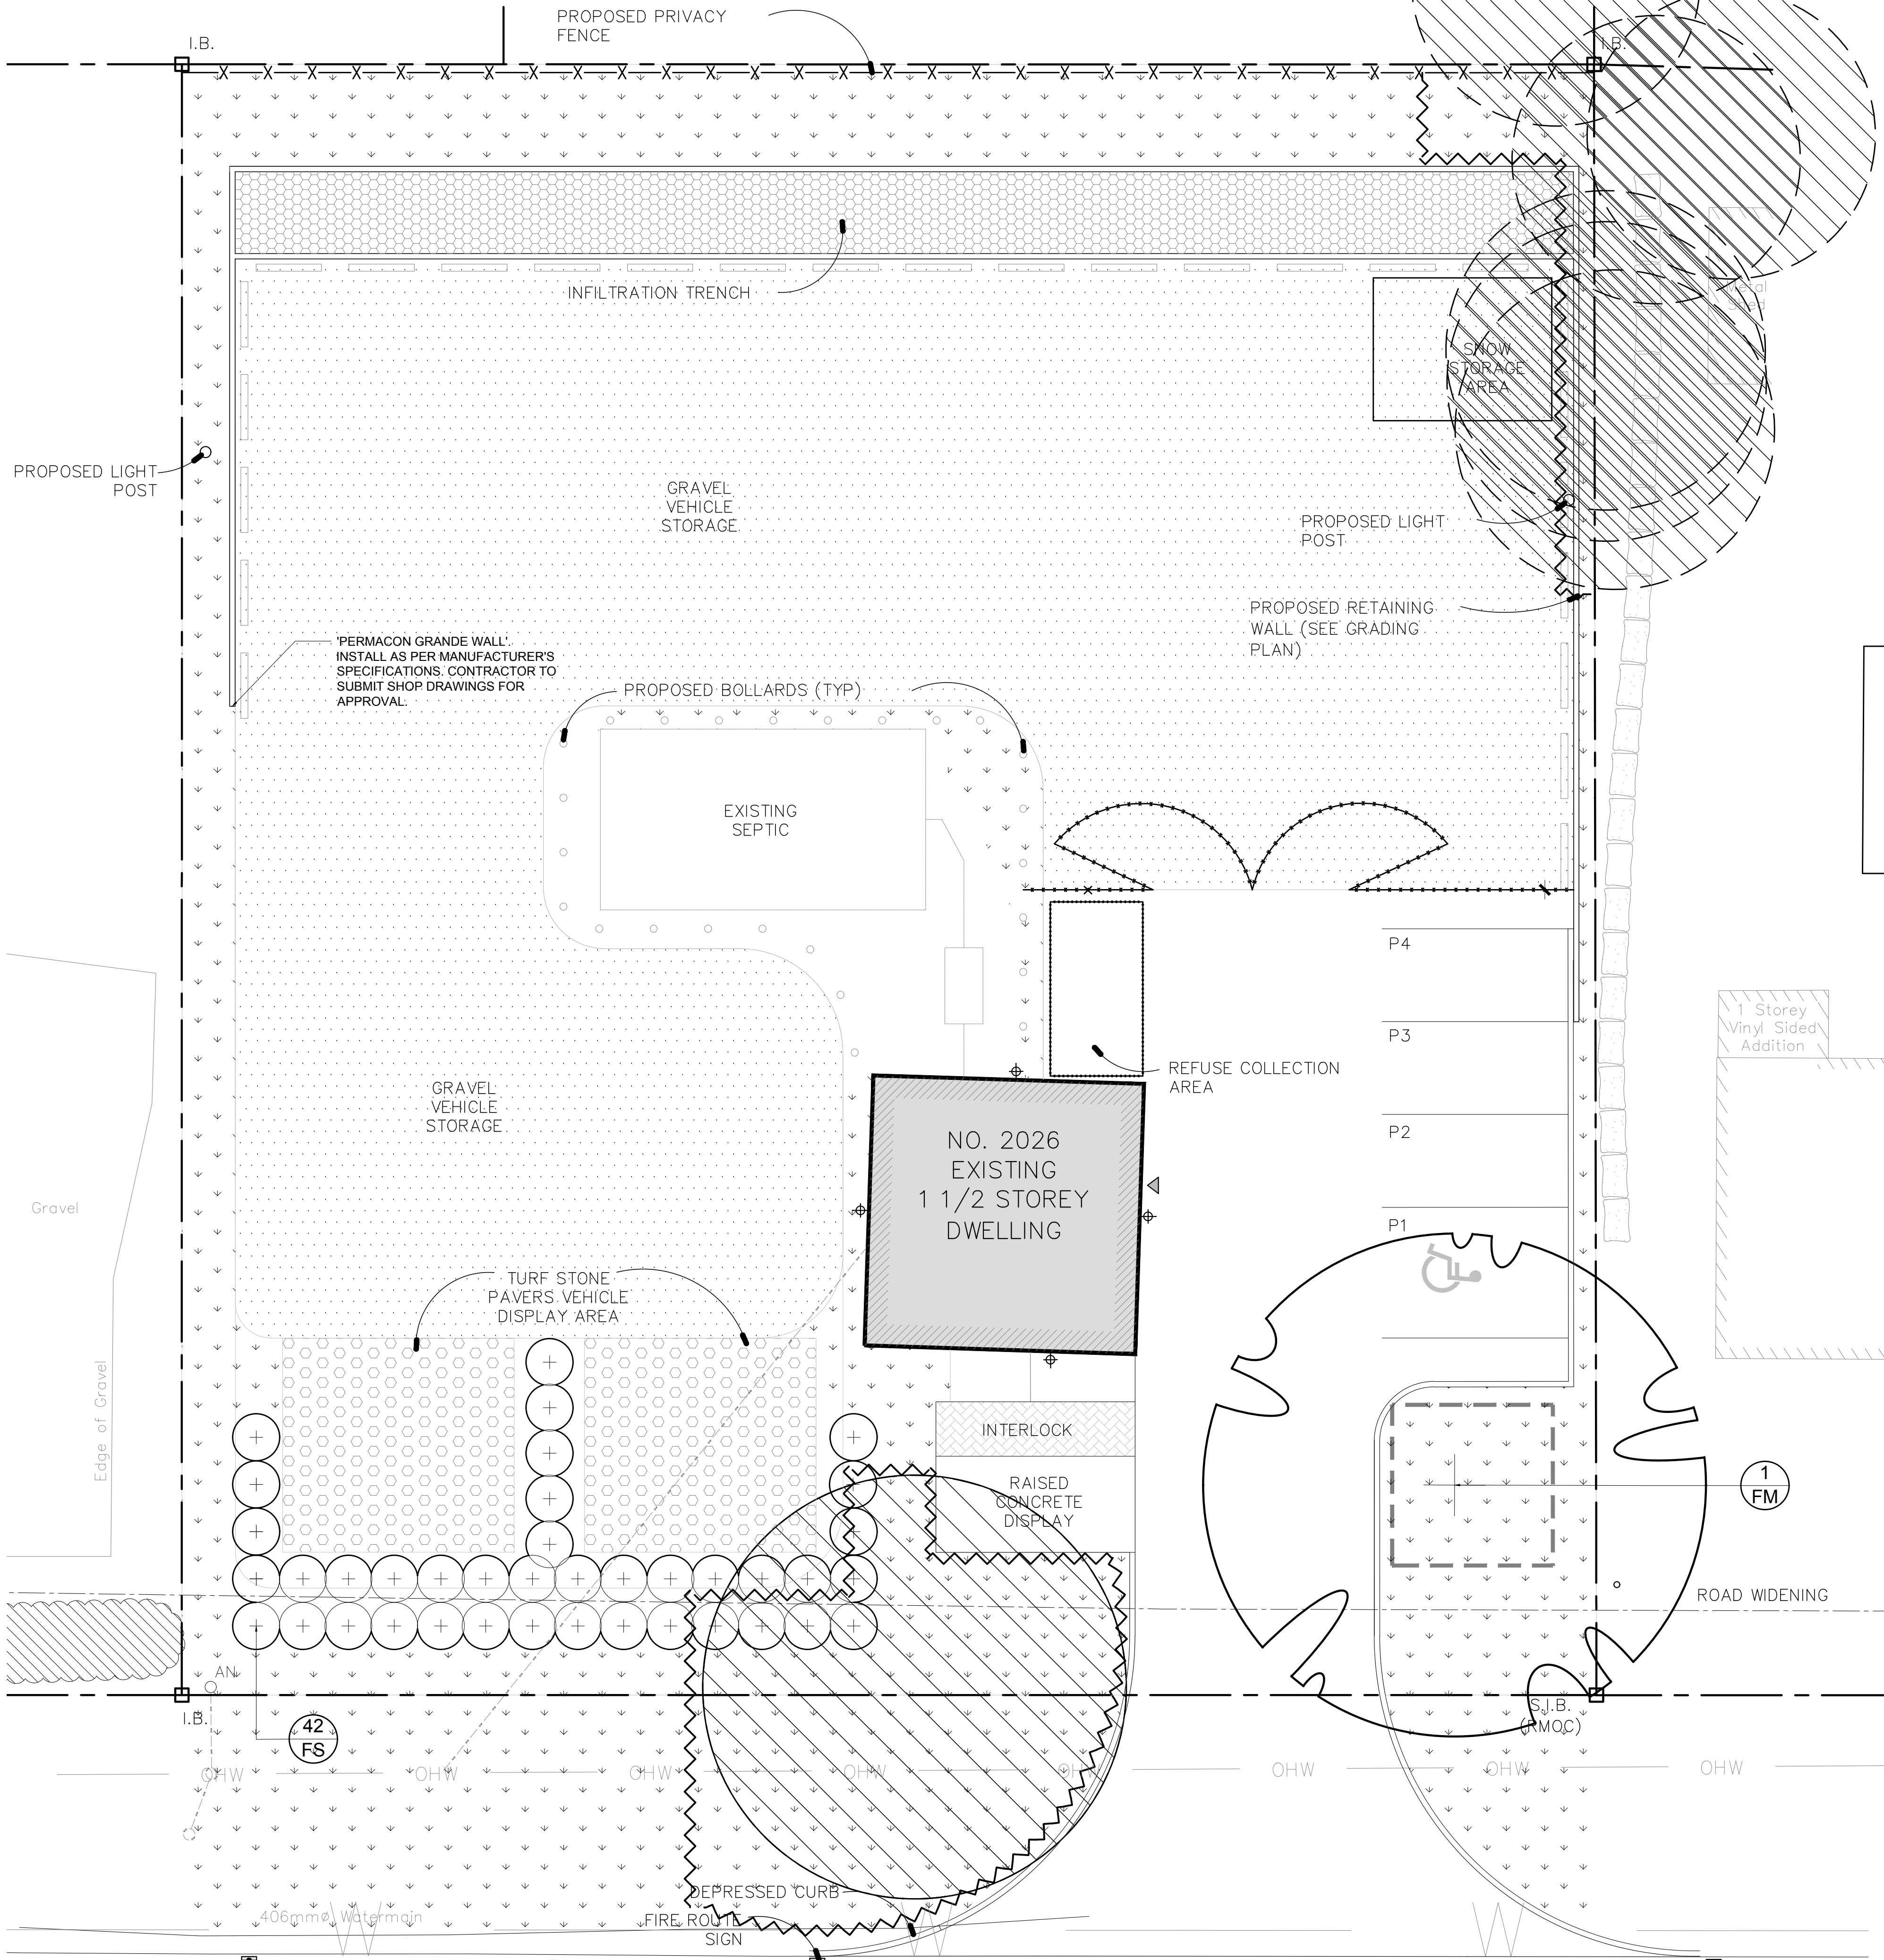 PROPOSED PRIVACY
FENCE
I.B.
I.B.
INFILTRATION TRENCH
Metal
Shed
SNOW
STORAGE
AREA
PROPOSED LIGHT
POST
GRAVEL
VEHICLE
STORAGE
PROPOSED LIGHT
POST
PROPOSED RETAINING
WALL (SEE GRADING
PLAN)
'PERMACON GRANDE WALL'.
INSTALL AS PER MANUFACTURER'S
SPECIFICATIONS. CONTRACTOR TO
SUBMIT SHOP DRAWINGS FOR
APPROVAL.
PROPOSED BOLLARDS (TYP)
EXISTING
SEPTIC
P4
P3
P2
P1
1 Storey
Vinyl Sided
Addition
REFUSE COLLECTION
AREA
GRAVEL
VEHICLE
STORAGE
NO. 2026
EXISTING
1 1/2 STOREY
DWELLING
Gravel
Edge of Gravel
TURF STONE
PAVERS VEHICLE
DISPLAY AREA
INTERLOCK
RAISED
CONCRETE
DISPLAY
1
FM
ROAD WIDENING
AN
I.B.
42
FS
S.I.B.
(RMOC)
OHW
OHW
OHW
OHW
OHW
OHW
OHW
OHW
DEPRESSED CURB
FIRE ROUTE
SIGN
406mmø Watermain